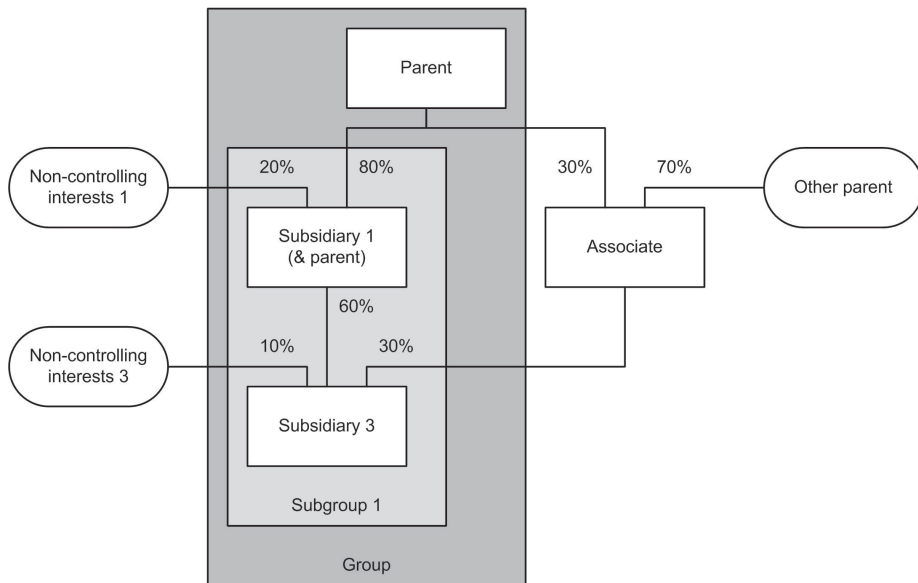 Parent
20%
80%
30%
70%
Non-controlling
interests 1
Other parent
Subsidiary 1
(& parent)
Associate
60%
10%
30%
Non-controlling
interests 3
Subsidiary 3
Subgroup 1
Group